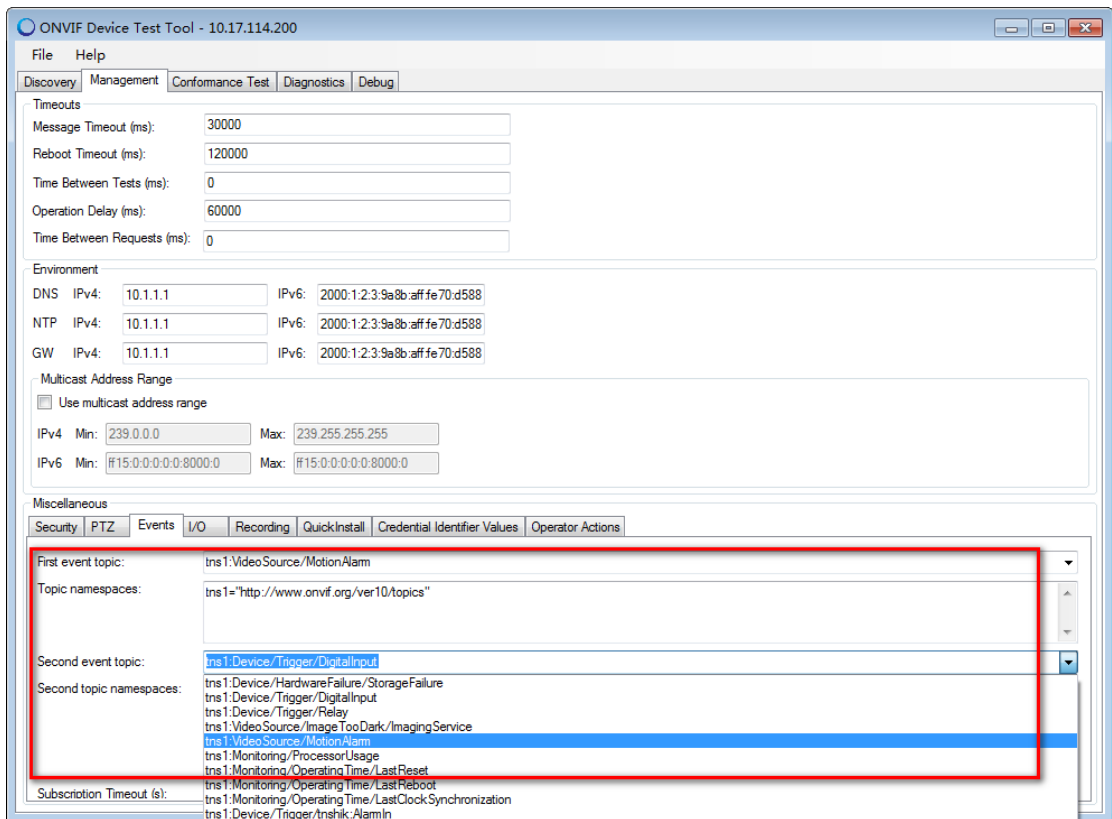 ONVIF Device Test Tool - 10.17.114.200
File Help
Discovery Management Conformance Test Diagnostics Debug
Timeouts
Message Timeout (ms): 30000
Reboot Timeout (ms): 120000
Time Between Tests (ms): 0
Operation Delay (ms): 60000
Time Between Requests (ms): 0
Environment
DNS IPv4: 10.1.1.1 IPv6: 2000:1:2:3:9a8b:aff:fe70:d588
NTP IPv4: 10.1.1.1 IPv6: 2000:1:2:3:9a8b:aff:fe70:d588
GW IPv4: 10.1.1.1 IPv6: 2000:1:2:3:9a8b:aff:fe70:d588
Multicast Address Range
Use multicast address range
IPv4 Min: 239.0.0.0 Max: 239.255.255.255
IPv6 Min: ff15:0:0:0:0:0:8000:0 Max: ff15:0:0:0:0:0:8000:0
Miscellaneous
Security PTZ Events I/O Recording QuickInstall Credential Identifier Values Operator Actions
First event topic: tns1:VideoSource/MotionAlarm
Topic namespaces: tns1="http://www.onvif.org/ver10/topics"
Second event topic: tns1:Device/Trigger/DigitalInput
Second topic namespaces: tns1:Device/HardwareFailure/StorageFailure
tns1:Device/Trigger/DigitalInput
tns1:Device/Trigger/Relay
tns1:VideoSource/ImageTooDark/ImagingService
tns1:VideoSource/MotionAlarm
tns1:Monitoring/ProcessorUsage
tns1:Monitoring/OperatingTime/LastReset
tns1:Monitoring/OperatingTime/LastReboot
Subscription Timeout (s): tns1:Monitoring/OperatingTime/LastClockSynchronization
tns1:Device/Trigger/tnshik:AlarmIn